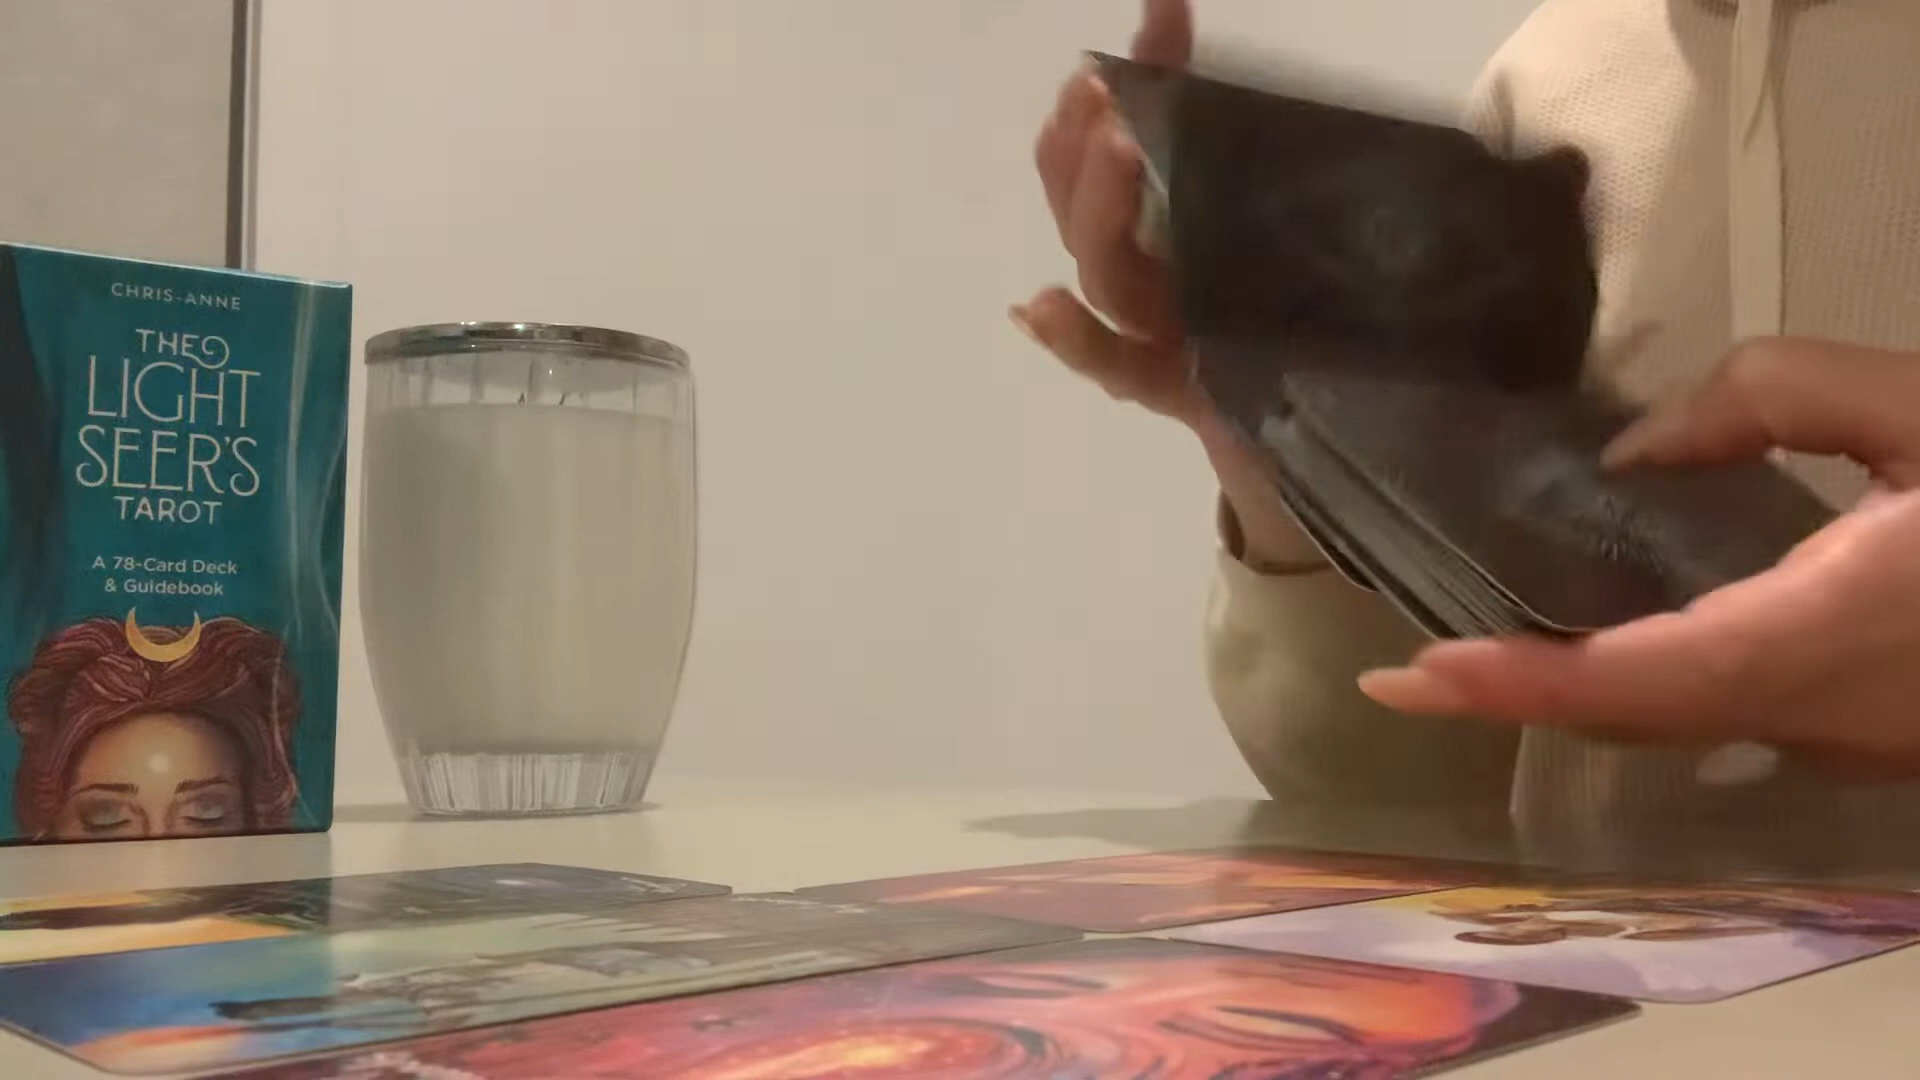 CHRIS-ANNE
THE
LIGHT
SEER'S
TAROT
A 78-Card Deck
& Guidebook